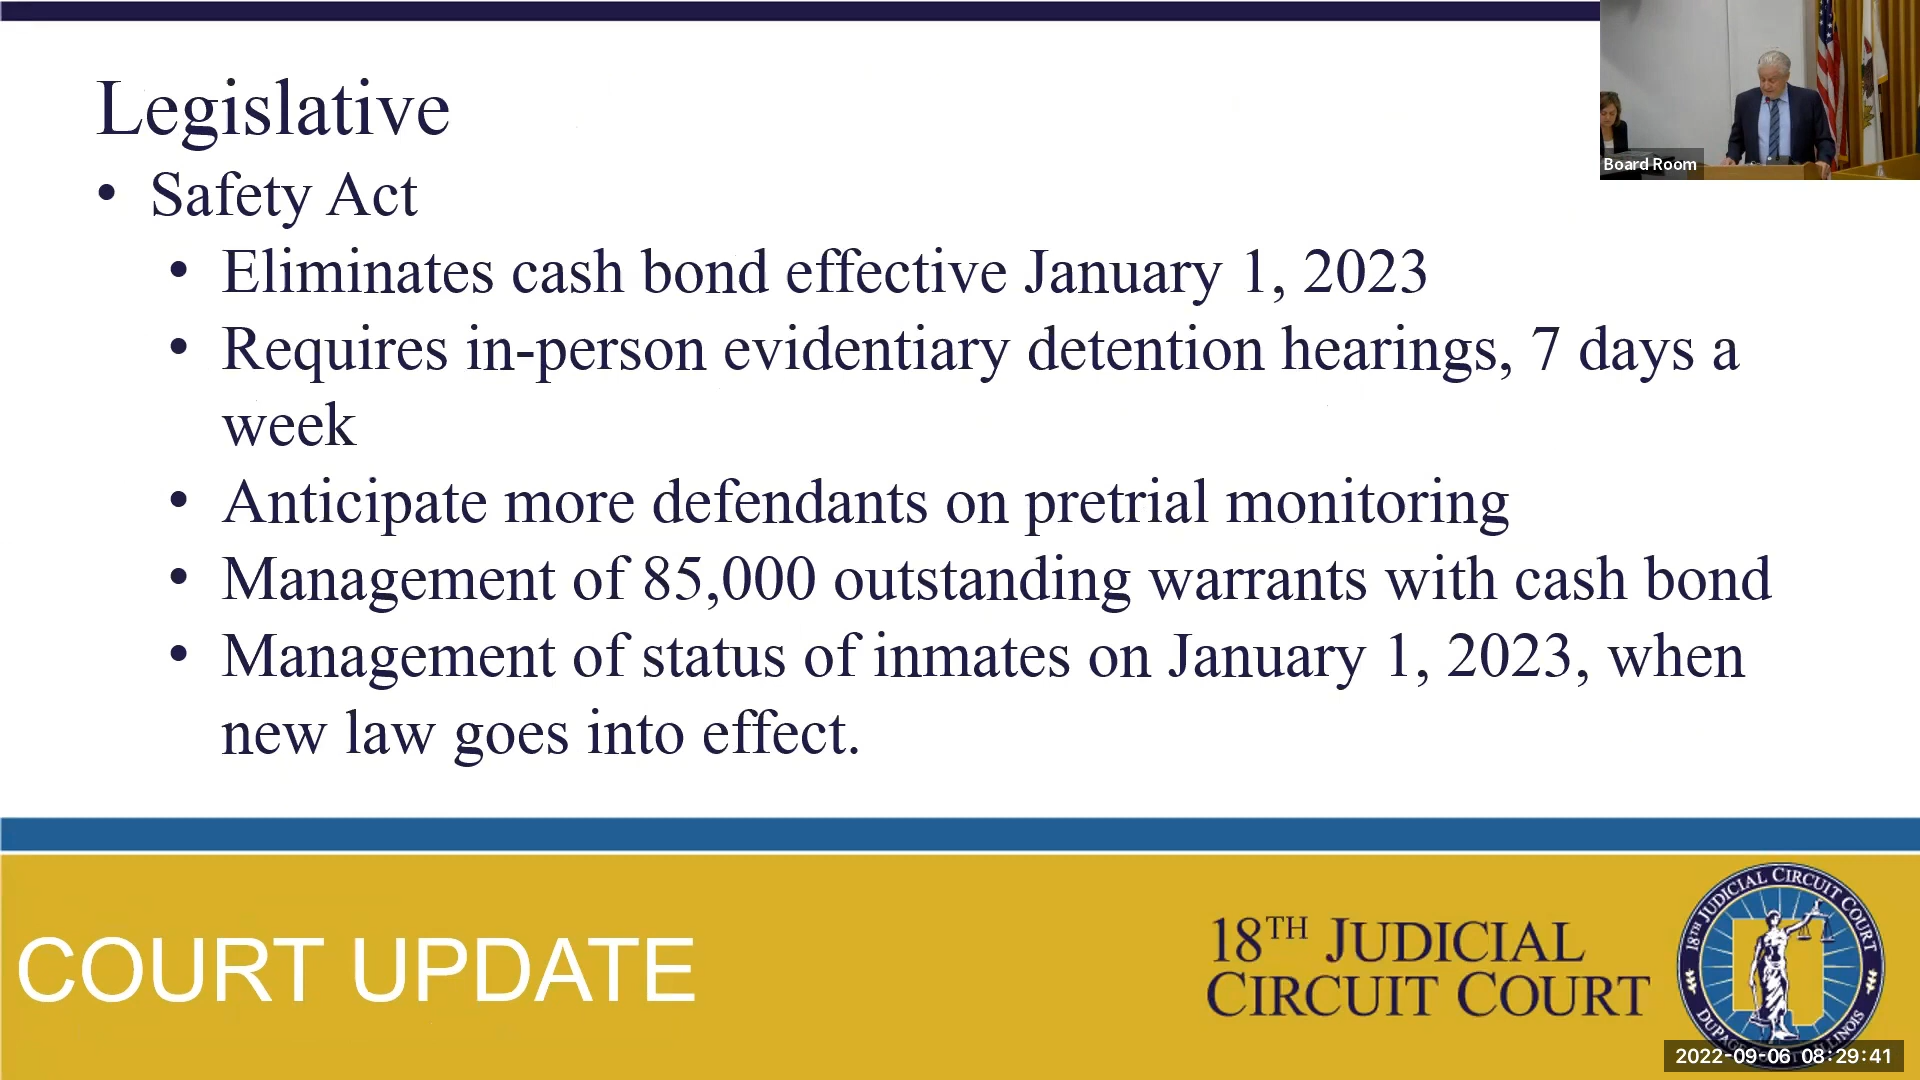 Legislative
• Safety Act
• Eliminates cash bond effective January 1, 2023
• Requires in-person evidentiary detention hearings, 7 days a
week
• Anticipate more defendants on pretrial monitoring
• Management of 85,000 outstanding warrants with cash bond
• Management of status of inmates on January 1, 2023, when
new law goes into effect.
Board Room
COURT UPDATE
18TH JUDICIAL
CIRCUIT COURT
18TH JUDICIAL CIRCUIT COURT
2022-09-06 08:29:41